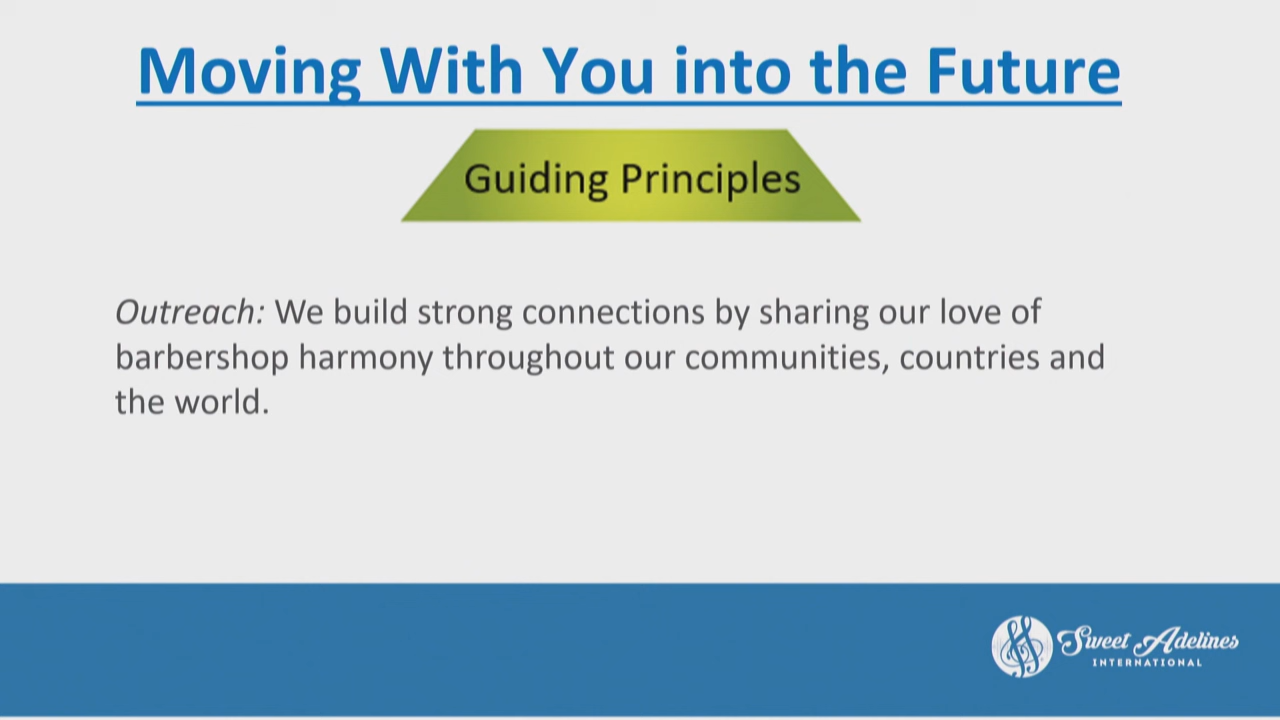 Moving With You into the Future
Guiding Principles
Outreach: We build strong connections by sharing our love of
barbershop harmony throughout our communities, countries and
the world.
Sweet Adelines
INTERNATIONAL